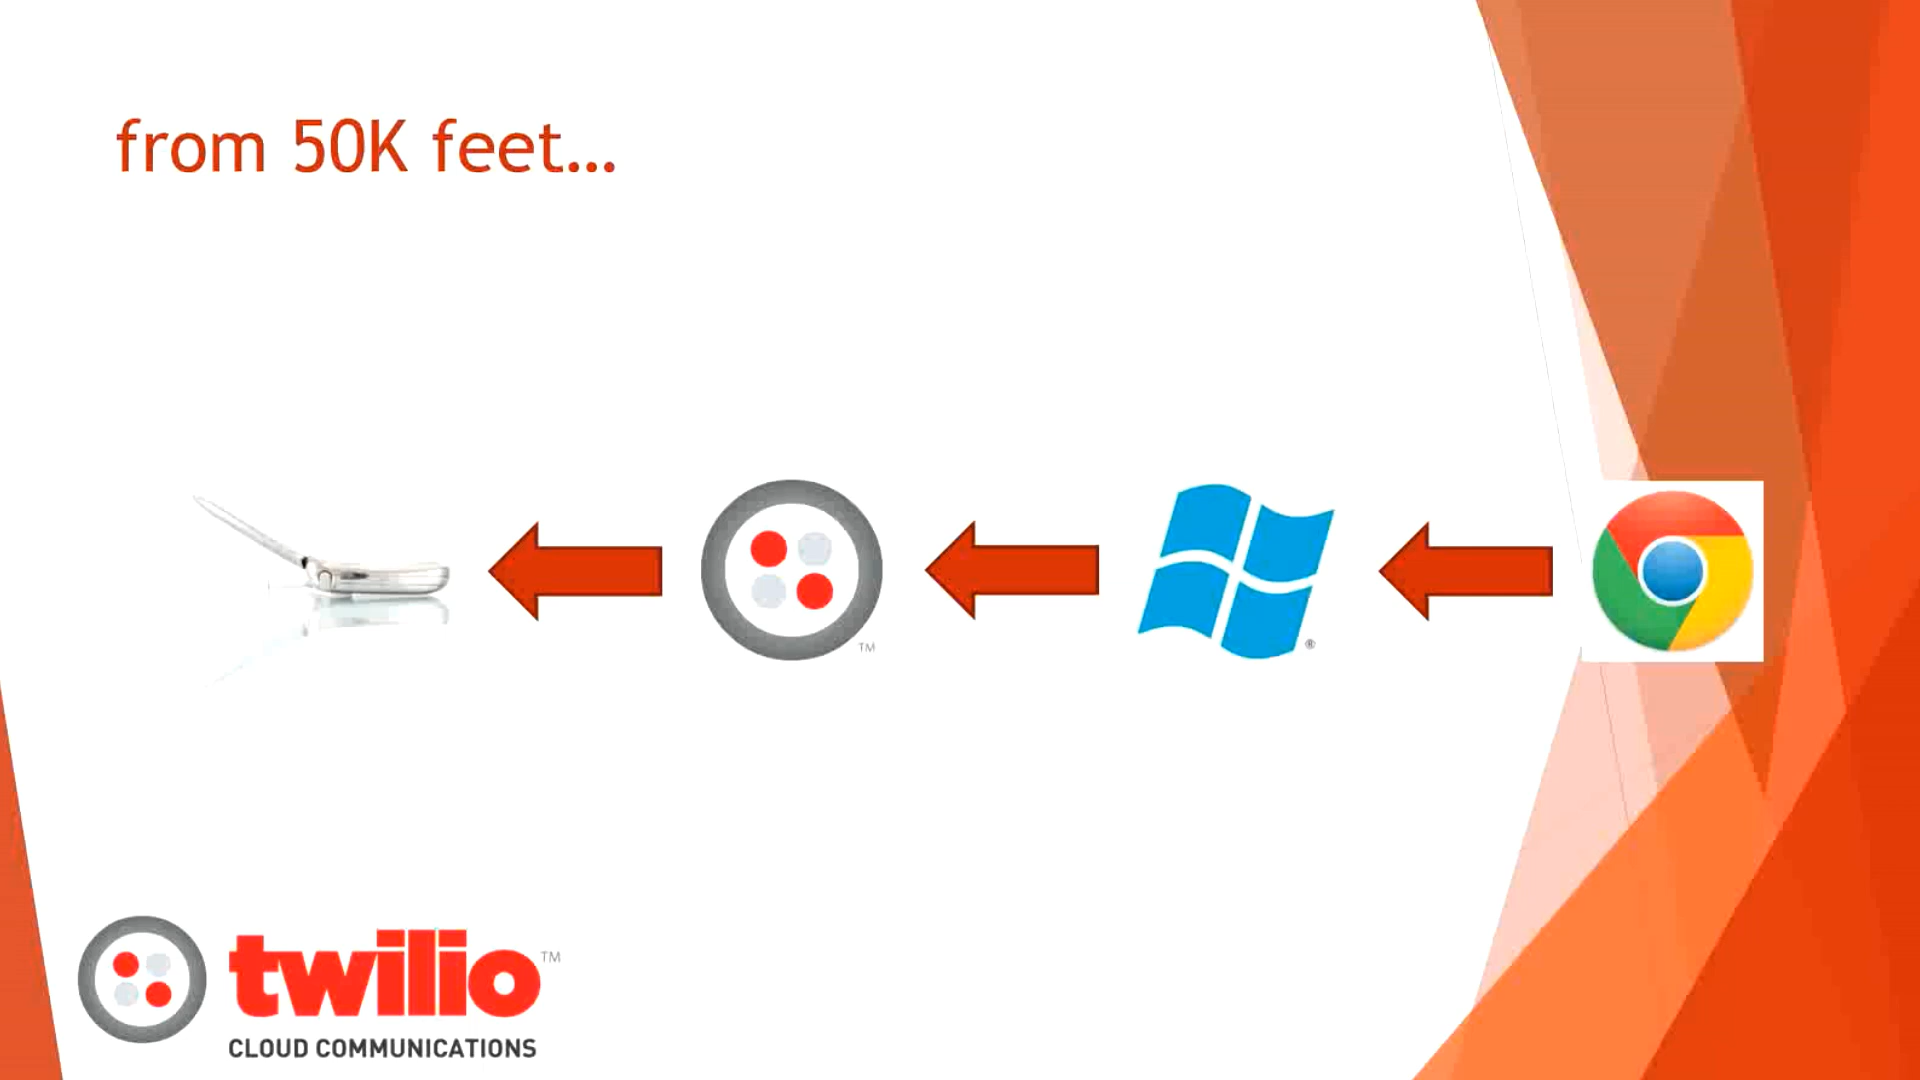 from 50K feet...
TM
®
twilio TM
CLOUD COMMUNICATIONS